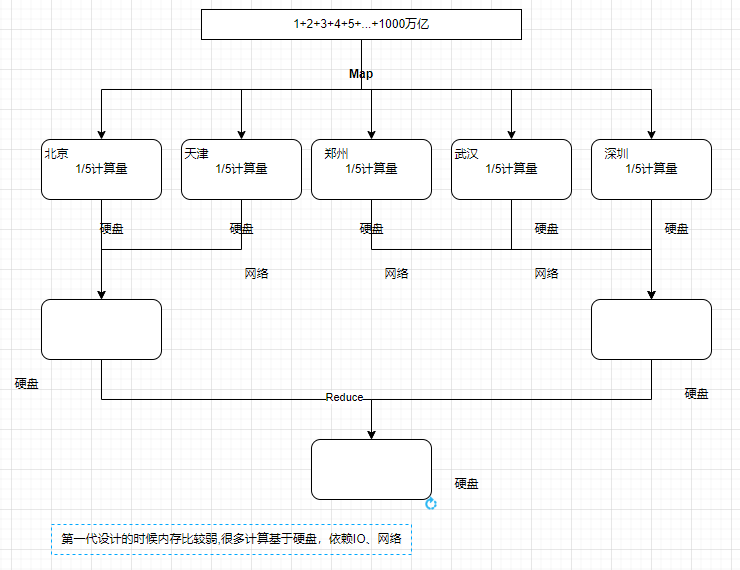 1+2+3+4+5+...+1000万亿
Map
北京
1/5计算量
天津
1/5计算量
郑州
1/5计算量
武汉
1/5计算量
深圳
1/5计算量
硬盘
硬盘
硬盘
硬盘
硬盘
网络
网络
网络
硬盘
硬盘
Reduce
硬盘
第一代设计的时候内存比较弱,很多计算基于硬盘，依赖IO、网络